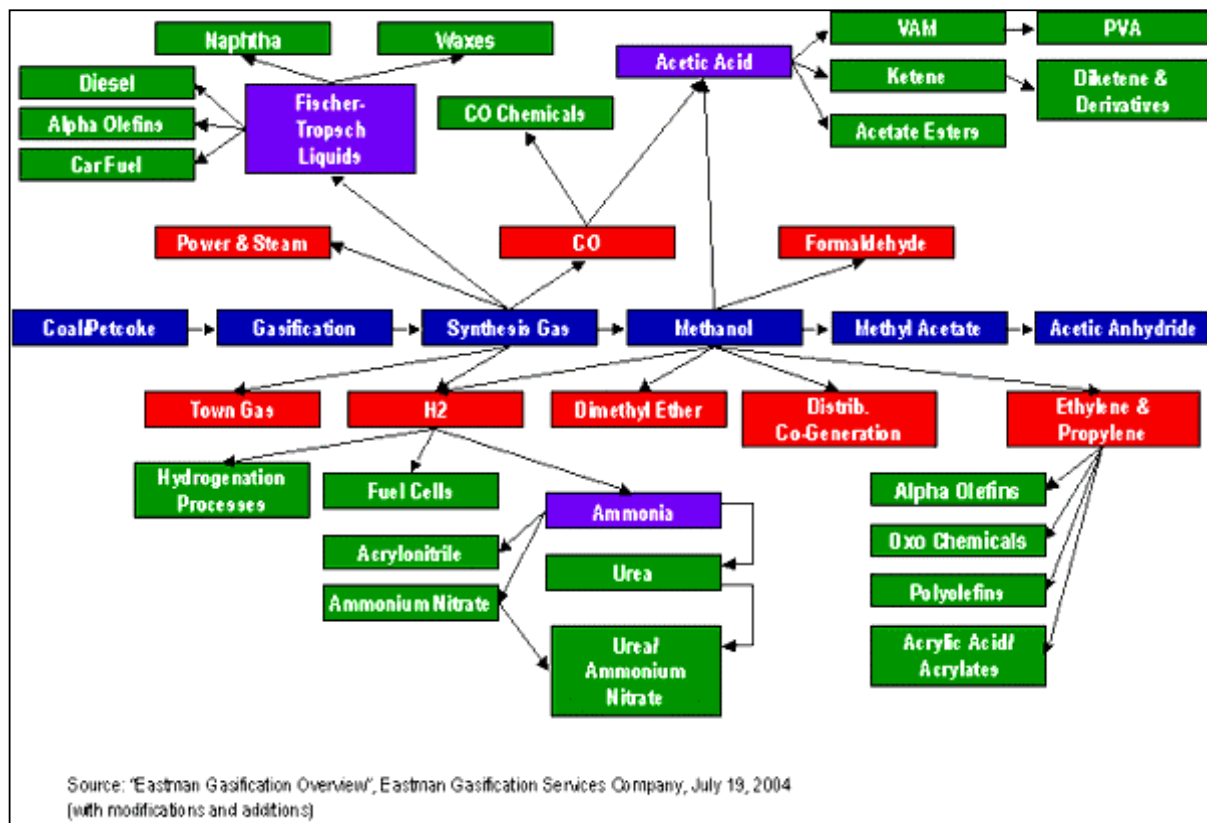 Naphtha
Waxes
VAM
PVA
Acetic Acid
Diesel
Ketene
Diketene &
Derivatives
Fischer-
Tropsch
Liquids
CO Chemicals
Alpha Olefins
Acetate Esters
Car Fuel
Power & Steam
CO
Formaldehyde
Coal/Petcoke
Gasification
Synthesis Gas
Methanol
Methyl Acetate
Acetic Anhydride
Town Gas
H2
Dimethyl Ether
Distrib.
Co-Generation
Ethylene &
Propylene
Hydrogenation
Processes
Fuel Cells
Ammonia
Alpha Olefins
Acrylonitrile
Urea
Oxo Chemicals
Ammonium Nitrate
Polyolefins
Urea/
Ammonium
Nitrate
Acrylic Acid/
Acrylates
Source: "Eastman Gasification Overview", Eastman Gasification Services Company, July 19, 2004
(with modifications and additions)